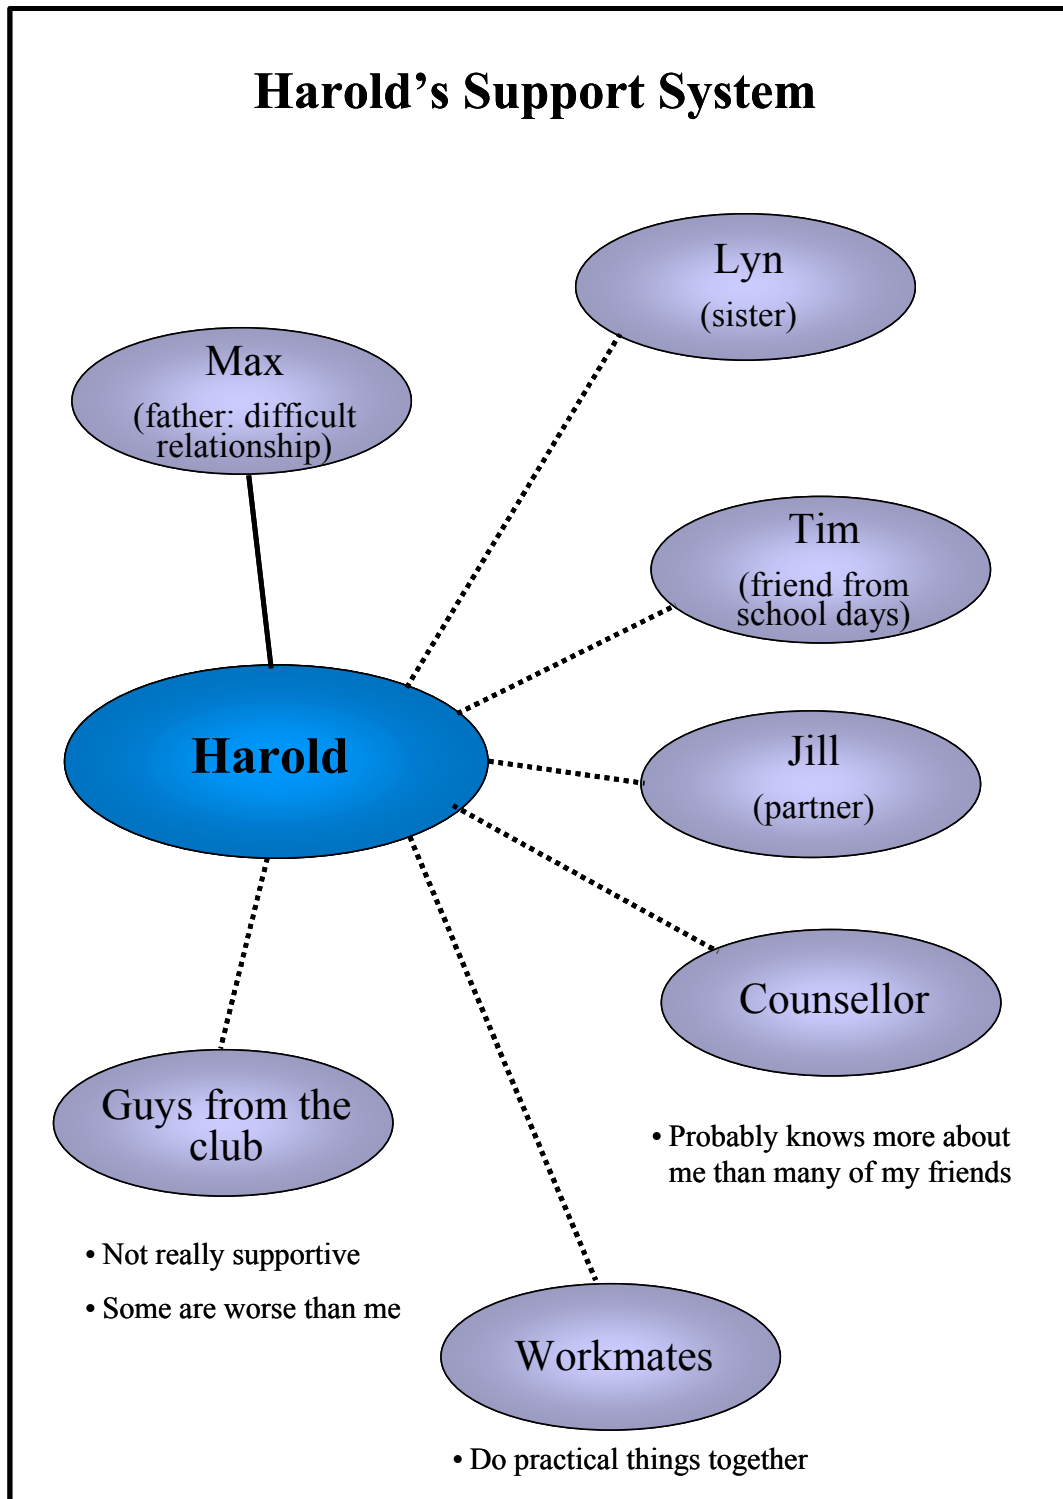 Harold’s Support System
Lyn
(sister)
Max
(father: difficult
relationship)
Tim
(friend from
school days)
Harold
Jill
(partner)
Counsellor
Guys from the
club
• Probably knows more about
me than many of my friends
• Not really supportive
• Some are worse than me
Workmates
• Do practical things together